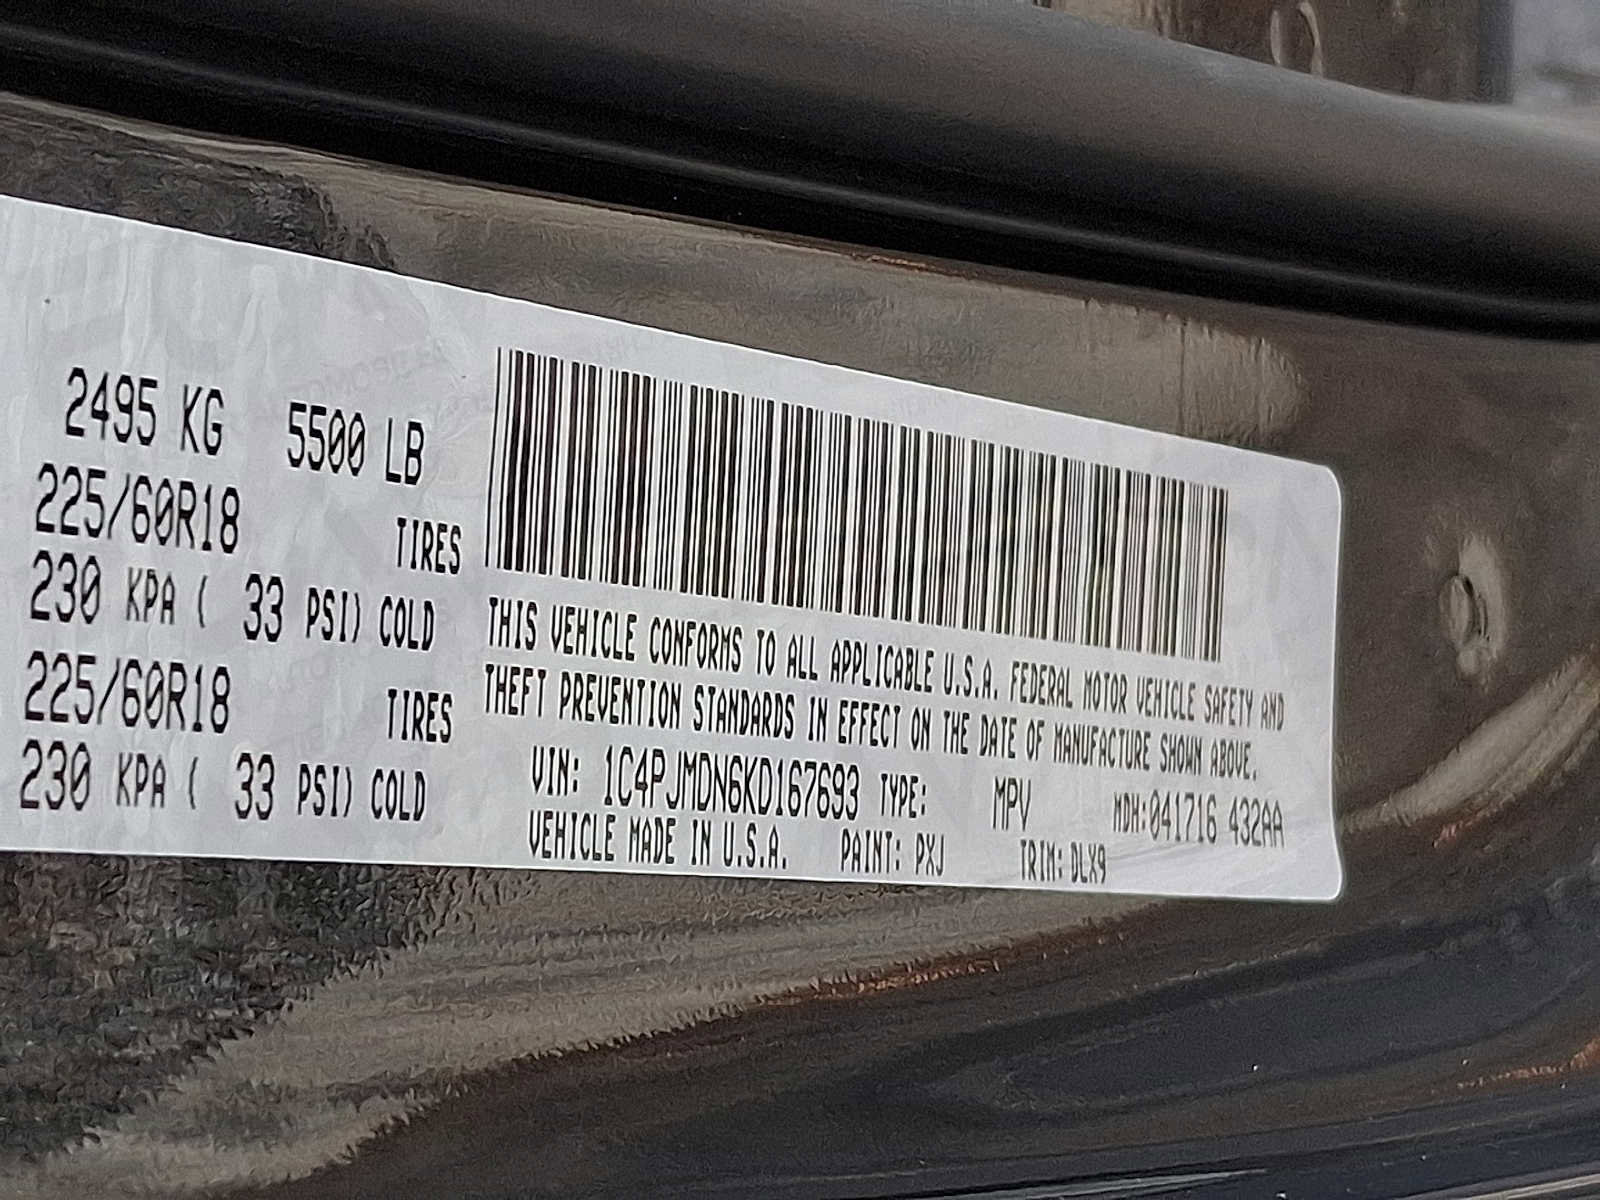 2495 KG 5500 LB
225/60R18 TIRES
230 KPA ( 33 PSI) COLD
225/60R18 TIRES
230 KPA ( 33 PSI) COLD
THIS VEHICLE CONFORMS TO ALL APPLICABLE U.S.A. FEDERAL MOTOR VEHICLE SAFETY AND
THEFT PREVENTION STANDARDS IN EFFECT ON THE DATE OF MANUFACTURE SHOWN ABOVE.
VIN: 1C4PJMDN6KD167693 TYPE: MPV MDH:041716 432AA
VEHICLE MADE IN U.S.A. PAINT: PXJ TRIM: DLX9